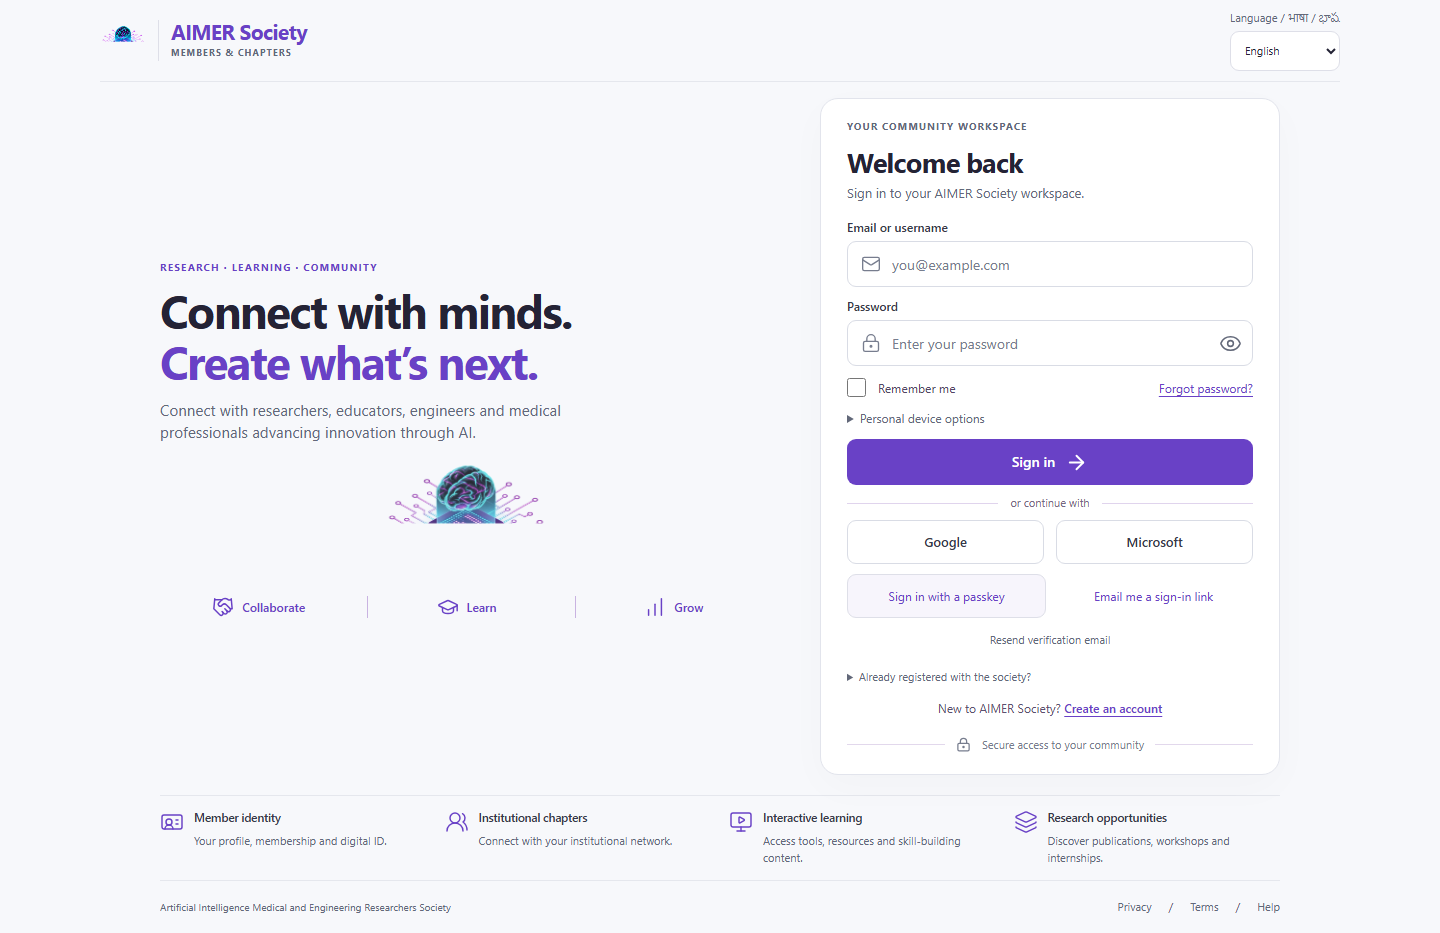 AIMER Society
MEMBERS & CHAPTERS
Language / भाषा / భాష
English
RESEARCH · LEARNING · COMMUNITY
Connect with minds.
Create what's next.
Connect with researchers, educators, engineers and medical
professionals advancing innovation through AI.
Collaborate
Learn
Grow
YOUR COMMUNITY WORKSPACE
Welcome back
Sign in to your AIMER Society workspace.
Email or username
you@example.com
Password
Enter your password
Remember me
Forgot password?
Personal device options
Sign in
or continue with
Google
Microsoft
Sign in with a passkey
Email me a sign-in link
Resend verification email
Already registered with the society?
New to AIMER Society? Create an account
Secure access to your community
Member identity
Your profile, membership and digital ID.
Institutional chapters
Connect with your institutional network.
Interactive learning
Access tools, resources and skill-building
content.
Research opportunities
Discover publications, workshops and
internships.
Artificial Intelligence Medical and Engineering Researchers Society
Privacy / Terms / Help